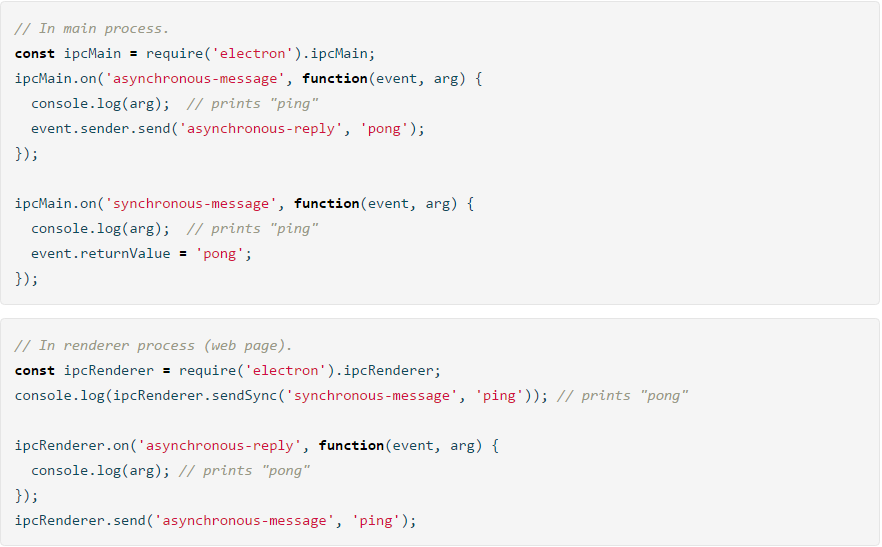 // In main process.
const ipcMain = require('electron').ipcMain;
ipcMain.on('asynchronous-message', function(event, arg) {
  console.log(arg);  // prints "ping"
  event.sender.send('asynchronous-reply', 'pong');
});

ipcMain.on('synchronous-message', function(event, arg) {
  console.log(arg);  // prints "ping"
  event.returnValue = 'pong';
});

// In renderer process (web page).
const ipcRenderer = require('electron').ipcRenderer;
console.log(ipcRenderer.sendSync('synchronous-message', 'ping')); // prints "pong"

ipcRenderer.on('asynchronous-reply', function(event, arg) {
  console.log(arg); // prints "pong"
});
ipcRenderer.send('asynchronous-message', 'ping');